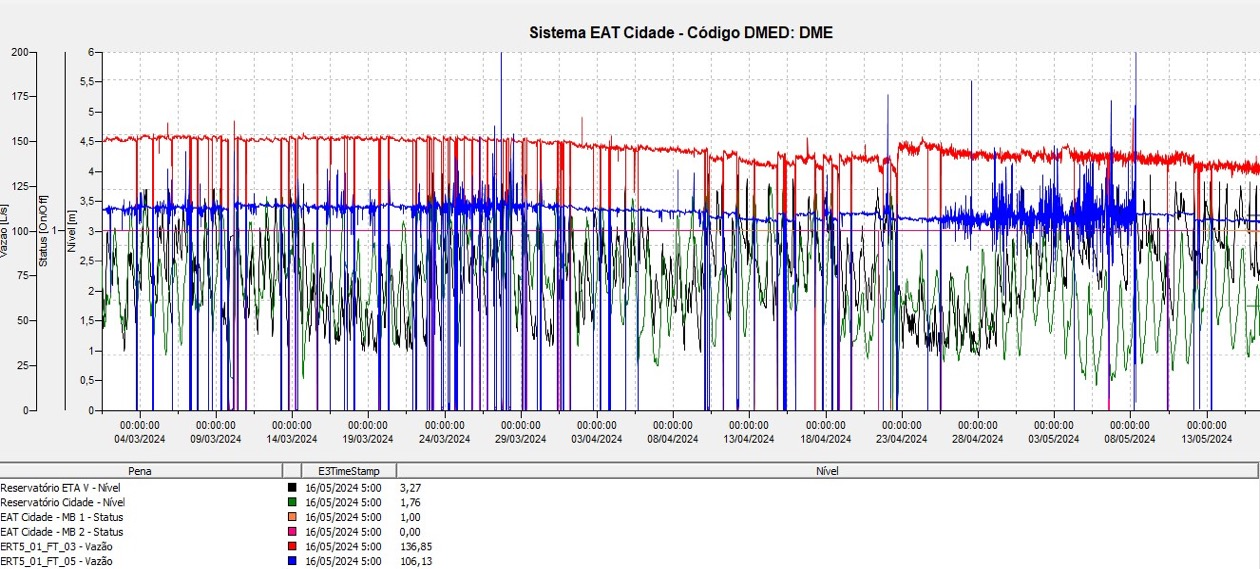 Sistema EAT Cidade - Código DMED: DME
200 175 150 125 100 75 50 25 0
Vazão [L/s]
1
Status [On/Off]
6 5,5 5 4,5 4 3,5 3 2,5 2 1,5 1 0,5 0
Nível [m]
00:00:00 00:00:00 00:00:00 00:00:00 00:00:00 00:00:00 00:00:00 00:00:00 00:00:00 00:00:00 00:00:00 00:00:00 00:00:00 00:00:00 00:00:00
04/03/2024 09/03/2024 14/03/2024 19/03/2024 24/03/2024 29/03/2024 03/04/2024 08/04/2024 13/04/2024 18/04/2024 23/04/2024 28/04/2024 03/05/2024 08/05/2024 13/05/2024
Pena E3TimeStamp Nível
Reservatório ETA V - Nível 16/05/2024 5:00 3,27
Reservatório Cidade - Nível 16/05/2024 5:00 1,76
EAT Cidade - MB 1 - Status 16/05/2024 5:00 1,00
EAT Cidade - MB 2 - Status 16/05/2024 5:00 0,00
ERT5_01_FT_03 - Vazão 16/05/2024 5:00 136,85
ERT5_01_FT_05 - Vazão 16/05/2024 5:00 106,13